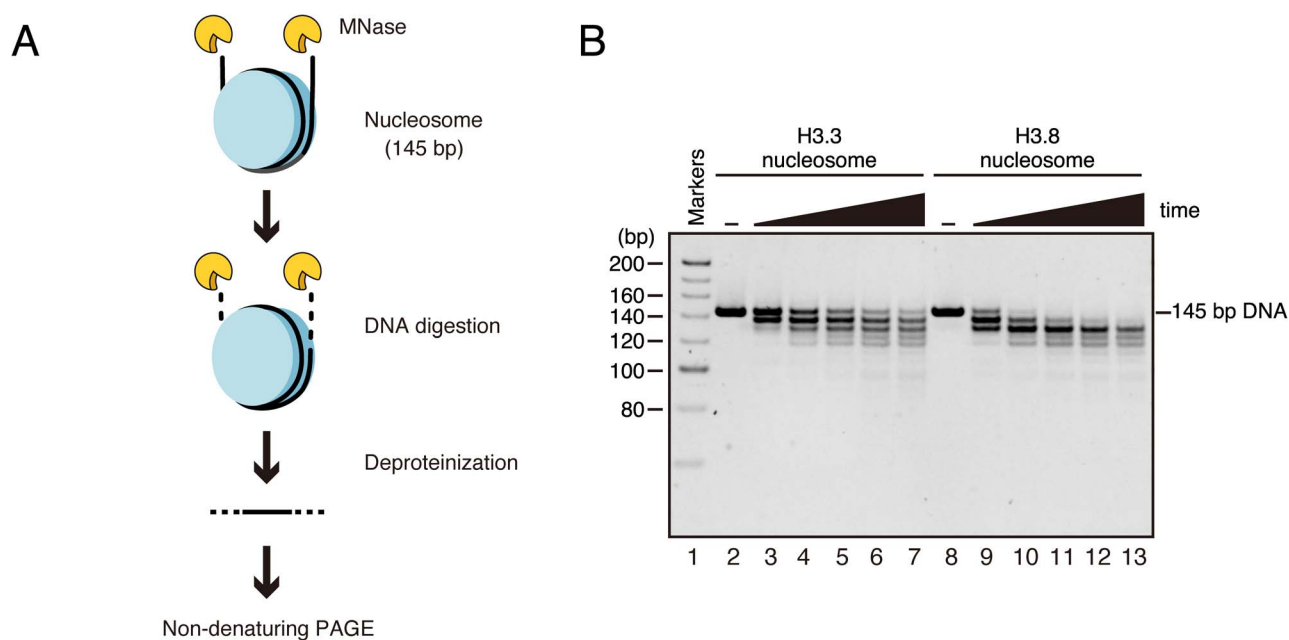 A
MNase
Nucleosome
(145 bp)
DNA digestion
Deproteinization
Non-denaturing PAGE
B
H3.3
nucleosome
H3.8
nucleosome
Markers
–
–
time
(bp)
200
160
140
120
100
80
145 bp DNA
1 2 3 4 5 6 7 8 9 10 11 12 13